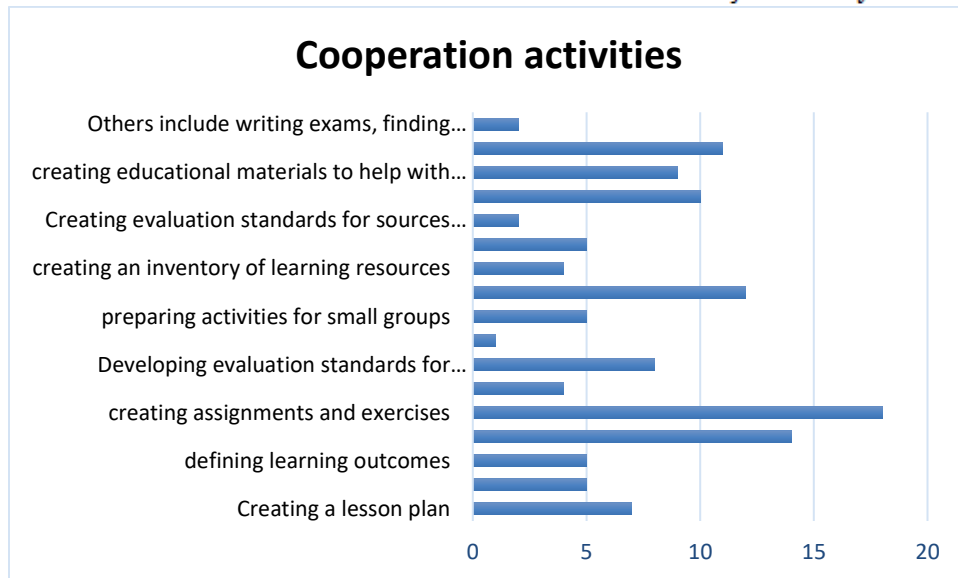 Cooperation activities
Others include writing exams, finding...
creating educational materials to help with...
Creating evaluation standards for sources...
creating an inventory of learning resources
preparing activities for small groups
Developing evaluation standards for...
creating assignments and exercises
defining learning outcomes
Creating a lesson plan
0 5 10 15 20